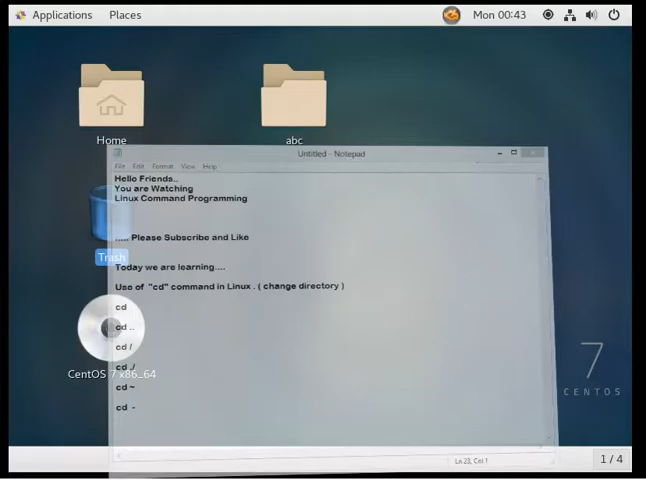 Applications Places Mon 00:43
Home abc
Untitled - Notepad
File Edit Format View Help
Hello Friends..
You are Watching
Linux Command Programming
..... Please Subscribe and Like
Trash
Today we are learning....
Use of "cd" command in Linux . ( change directory )
cd
cd ..
cd /
cd ./
CentOS 7 x86_64
cd ~
cd -
7
CENTOS
Ln 23, Col 1
1 / 4